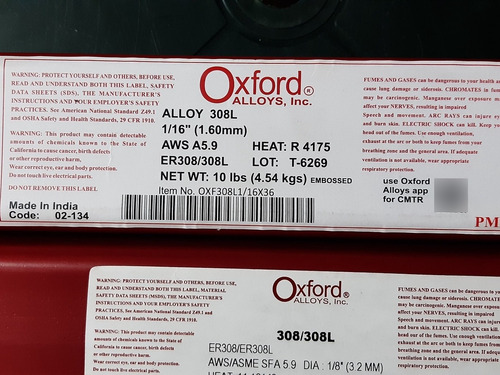 WARNING: PROTECT YOURSELF AND OTHERS, BEFORE USE,
READ AND UNDERSTAND BOTH THIS LABEL, SAFETY
DATA SHEETS (SDS), THE MANUFACTURER'S
INSTRUCTIONS AND YOUR EMPLOYER'S SAFETY
PRACTICES. See American National Standard Z49.1
and OSHA Safety and Health Standards, 29 CFR 1910.
WARNING: This product may contain detectable
amounts of chemicals known to the State of
California to cause cancer, birth defects
or other reproductive harm.
Wear correct eye, ear and body protection.
Do not touch live electrical parts.
DO NOT REMOVE THIS LABEL
Made In India
Code: 02-134
Oxford®
ALLOYS, Inc.
ALLOY 308L
1/16" (1.60mm)
AWS A5.9 HEAT: R 4175
ER308/308L LOT: T-6269
NET WT: 10 lbs (4.54 kgs) EMBOSSED
Item No. OXF308L1/16X36
FUMES AND GASES can be dangerous to your health an
cause lung damage or siderosis. CHROMATES in fum
may be carcinogenic. Manganese over exposure m
affect your NERVES, resulting in impaired
Speech and movement. ARC RAYS can injure ey
and burn skin. ELECTRIC SHOCK can kill. Keep yo
head out of the fumes. Use enough ventilation,
exhaust at the arc or both to keep fumes from
your breathing zone and the general area. If adequate
ventilation is not available, wear appropriate
respiratory protection.
use Oxford
Alloys app
for CMTR
PM
WARNING: PROTECT YOURSELF AND OTHERS, BEFORE USE,
READ AND UNDERSTAND BOTH THIS LABEL, MATERIAL
SAFETY DATA SHEETS (MSDS), THE MANUFACTURER'S
INSTRUCTIONS AND YOUR EMPLOYER'S SAFETY
PRACTICES. See American National Standard Z49.1 and
OSHA Safety and Health Standards, 29 CFR 1910.
WARNING: This product may contain detectable
amounts of chemicals known to the State of
California to cause cancer, birth defects
or other reproductive harm.
Wear correct eye, ear and body protection.
Do not touch live electrical parts.
Oxford®
ALLOYS, Inc.
308/308L
ER308/ER308L
AWS/ASME SFA 5.9 DIA : 1/8" (3.2 MM)
FUMES AND GASES can be dangerous to
cause lung damage or siderosis. CHROM
may be carcinogenic. Manganese over
affect your NERVES, resulting in impaired
Speech and movement. ARC RAYS ca
and burn skin. ELECTRIC SHOCK can kill
head out of the fumes. Use enough
exhaust at the arc or both to keep fumes from
breathing zone and the general area. If
ventilation is not available, wear
respiratory protection.